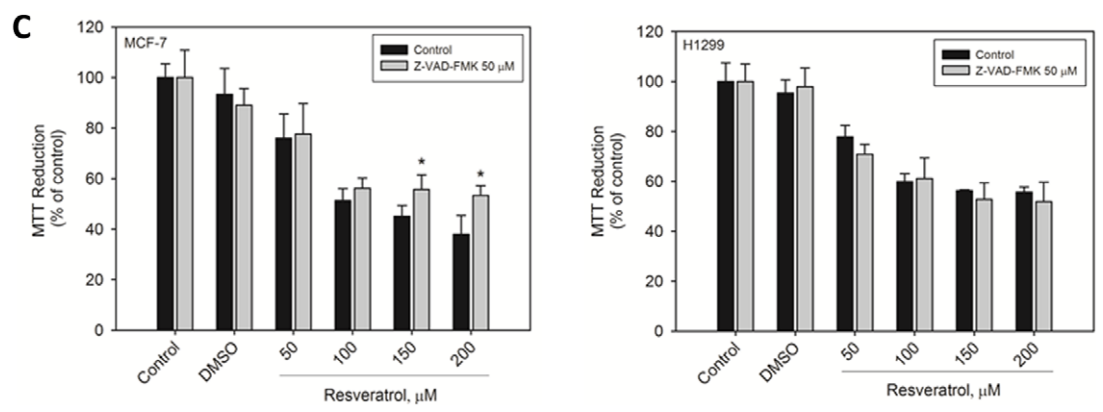 C
MCF-7
Control
Z-VAD-FMK 50 μM
120
100
80
60
40
20
0
MTT Reduction
(% of control)
*
*
Control
DMSO
50
100
150
200
Resveratrol, μM
H1299
Control
Z-VAD-FMK 50 μM
120
100
80
60
40
20
0
MTT Reduction
(% of control)
Control
DMSO
50
100
150
200
Resveratrol, μM